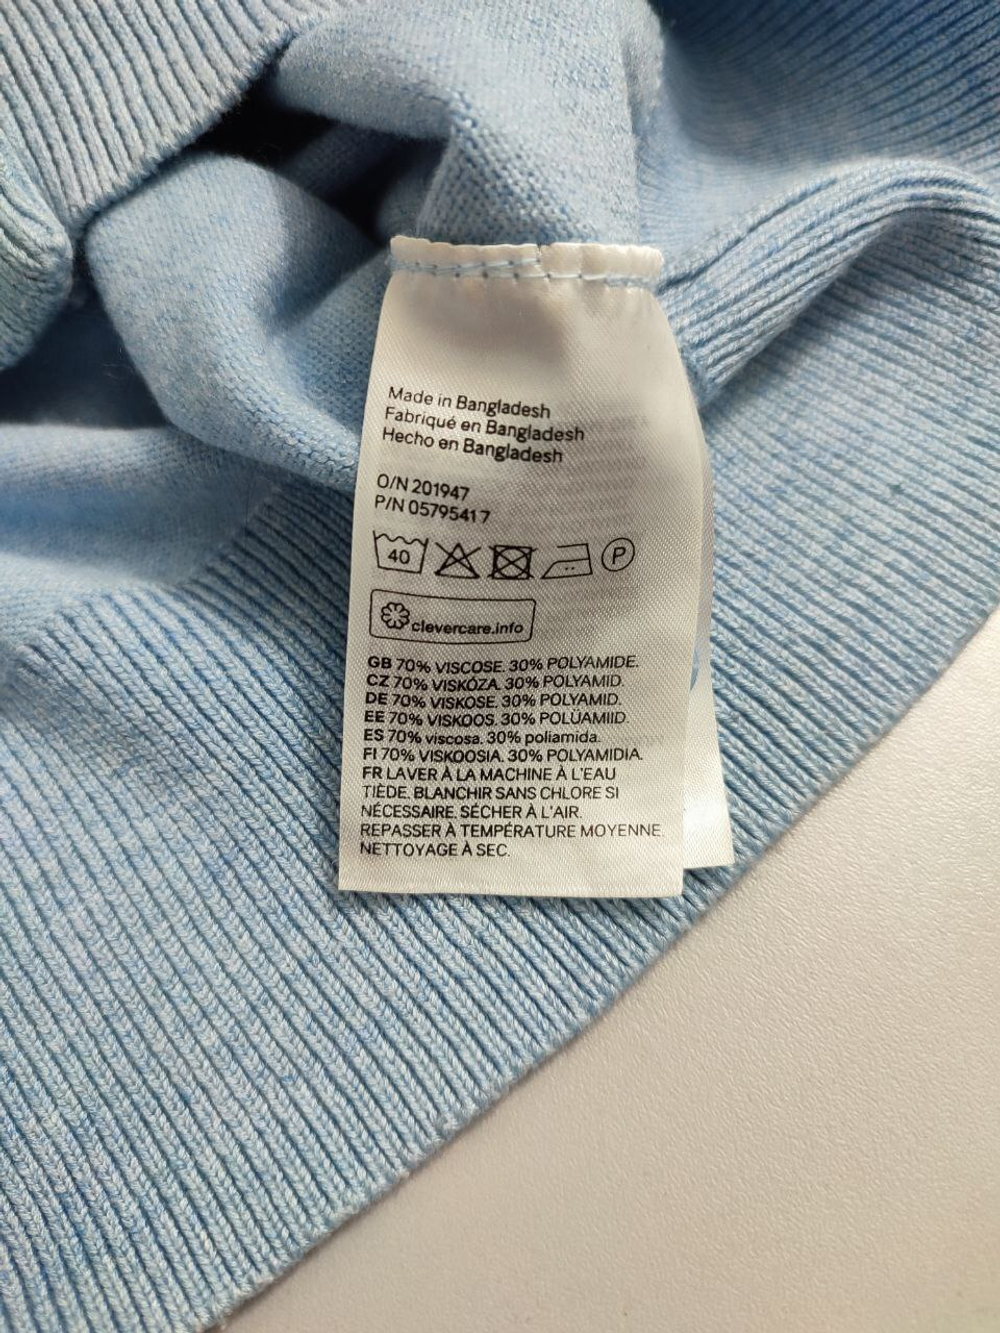 Made in Bangladesh
Fabriqué en Bangladesh
Hecho en Bangladesh
O/N 201947
P/N 05795417
40 P
clevercare.info
GB 70% VISCOSE. 30% POLYAMIDE.
CZ 70% VISKÓZA. 30% POLYAMID.
DE 70% VISKOSE. 30% POLYAMID.
EE 70% VISKOOS. 30% POLÜAMIID.
ES 70% viscosa. 30% poliamida.
FI 70% VISKOOSIA. 30% POLYAMIDIA.
FR LAVER À LA MACHINE À L'EAU
TIÈDE. BLANCHIR SANS CHLORE SI
NÉCESSAIRE. SÉCHER À L'AIR.
REPASSER À TEMPÉRATURE MOYENNE.
NETTOYAGE À SEC.